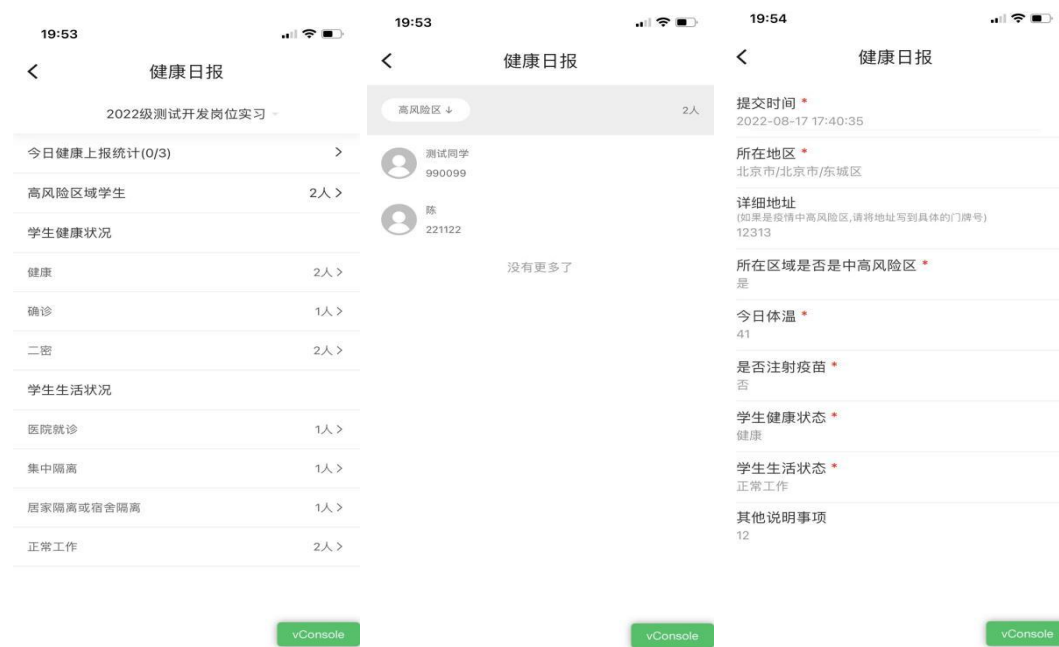 19:53
健康日报
2022级测试开发岗位实习
今日健康上报统计(0/3)
高风险区域学生 2人
学生健康状况
健康 2人
确诊 1人
二密 2人
学生生活状况
医院就诊 1人
集中隔离 1人
居家隔离或宿舍隔离 1人
正常工作 2人
vConsole
19:53
健康日报
高风险区↓ 2人
测试同学
990099
陈
221122
没有更多了
vConsole
19:54
健康日报
提交时间 *
2022-08-17 17:40:35
所在地区 *
北京市/北京市/东城区
详细地址
(如果是疫情中高风险区,请将地址写到具体的门牌号)
12313
所在区域是否是中高风险区 *
是
今日体温 *
41
是否注射疫苗 *
否
学生健康状态 *
健康
学生生活状态 *
正常工作
其他说明事项
12
vConsole